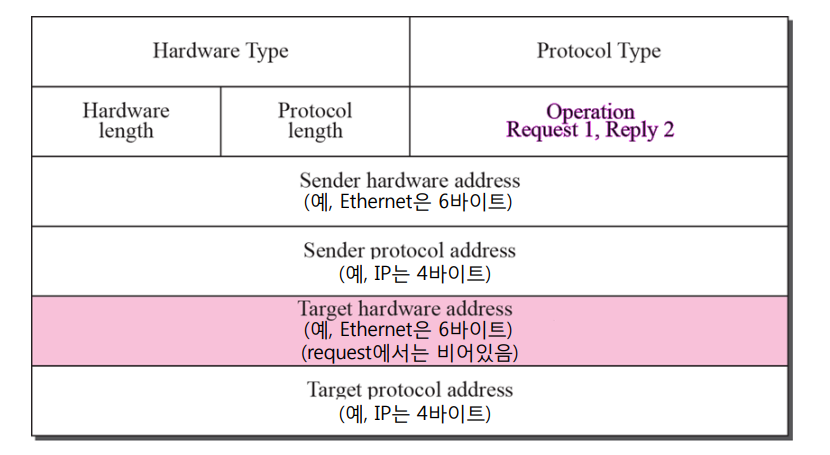 Hardware Type
Protocol Type
Hardware
length
Protocol
length
Operation
Request 1, Reply 2
Sender hardware address
(예, Ethernet은 6바이트)
Sender protocol address
(예, IP는 4바이트)
Target hardware address
(예, Ethernet은 6바이트)
(request에서는 비어있음)
Target protocol address
(예, IP는 4바이트)